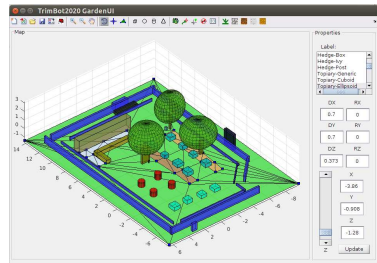 TrimBot2020 GardenUI
Map
Properties
Label:
Hedge-Box
Hedge-Ivy
Hedge-Post
Topiary-Generic
Topiary-Cuboid
Topiary-Ellipsoid
DX RX
0.7 0
DY RY
0.7 0
DZ RZ
0.373 0
X
-3.86
Y
-0.908
Z
-1.28
Z Update
3
2
1
0
-1
14
12
10
8
6
4
2
0
-2
-4
-6
6
4
2
0
-2
-4
-6
-8